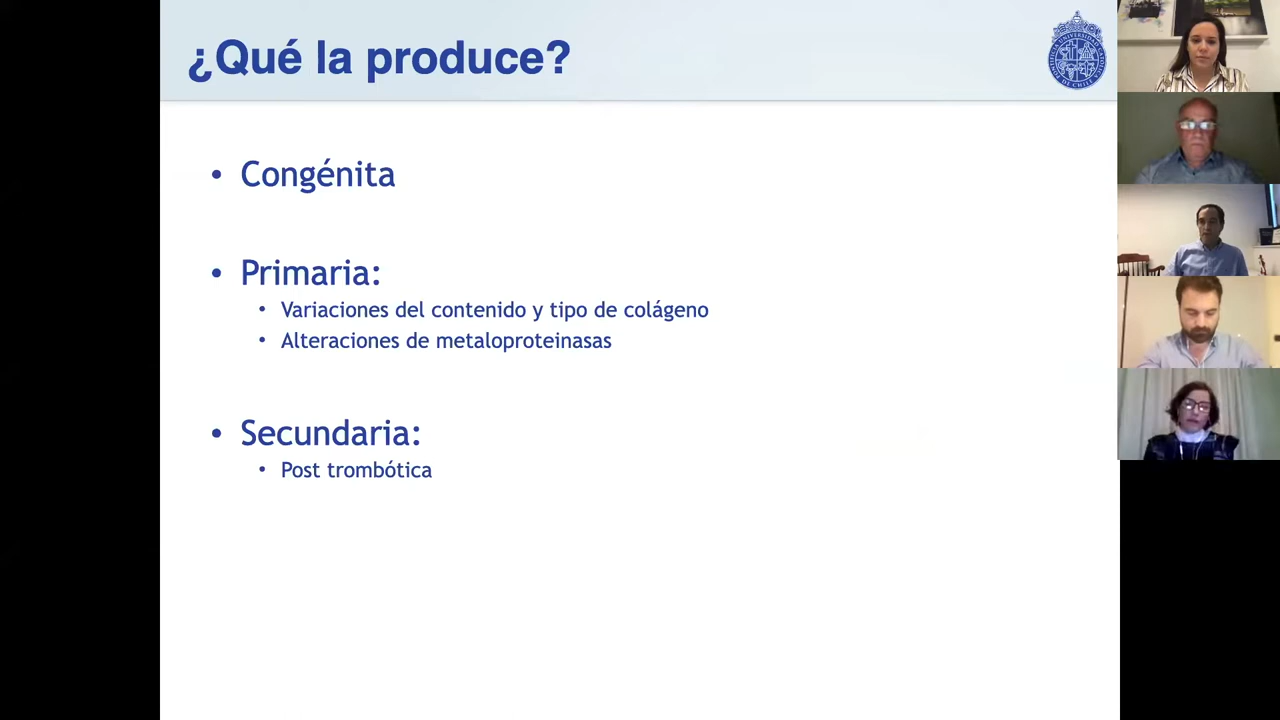 ¿Qué la produce?
• Congénita
• Primaria:
• Variaciones del contenido y tipo de colágeno
• Alteraciones de metaloproteinasas
• Secundaria:
• Post trombótica